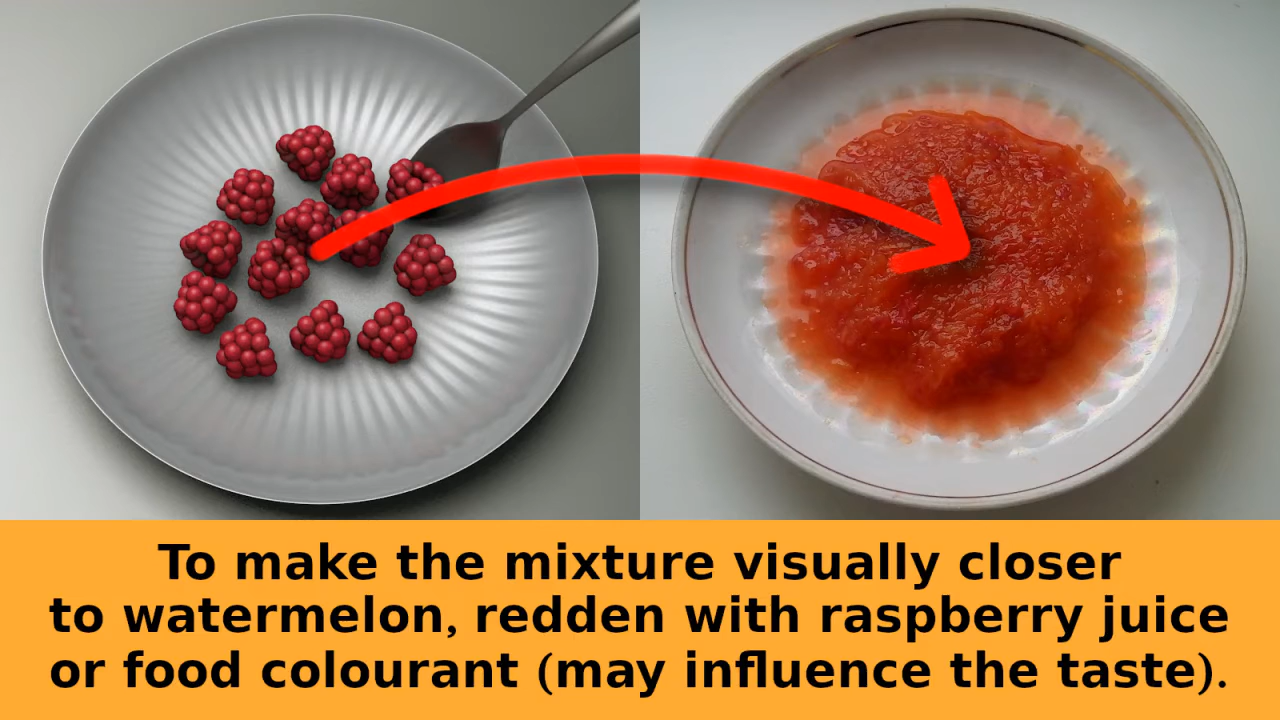 To make the mixture visually closer
to watermelon, redden with raspberry juice
or food colourant (may influence the taste).